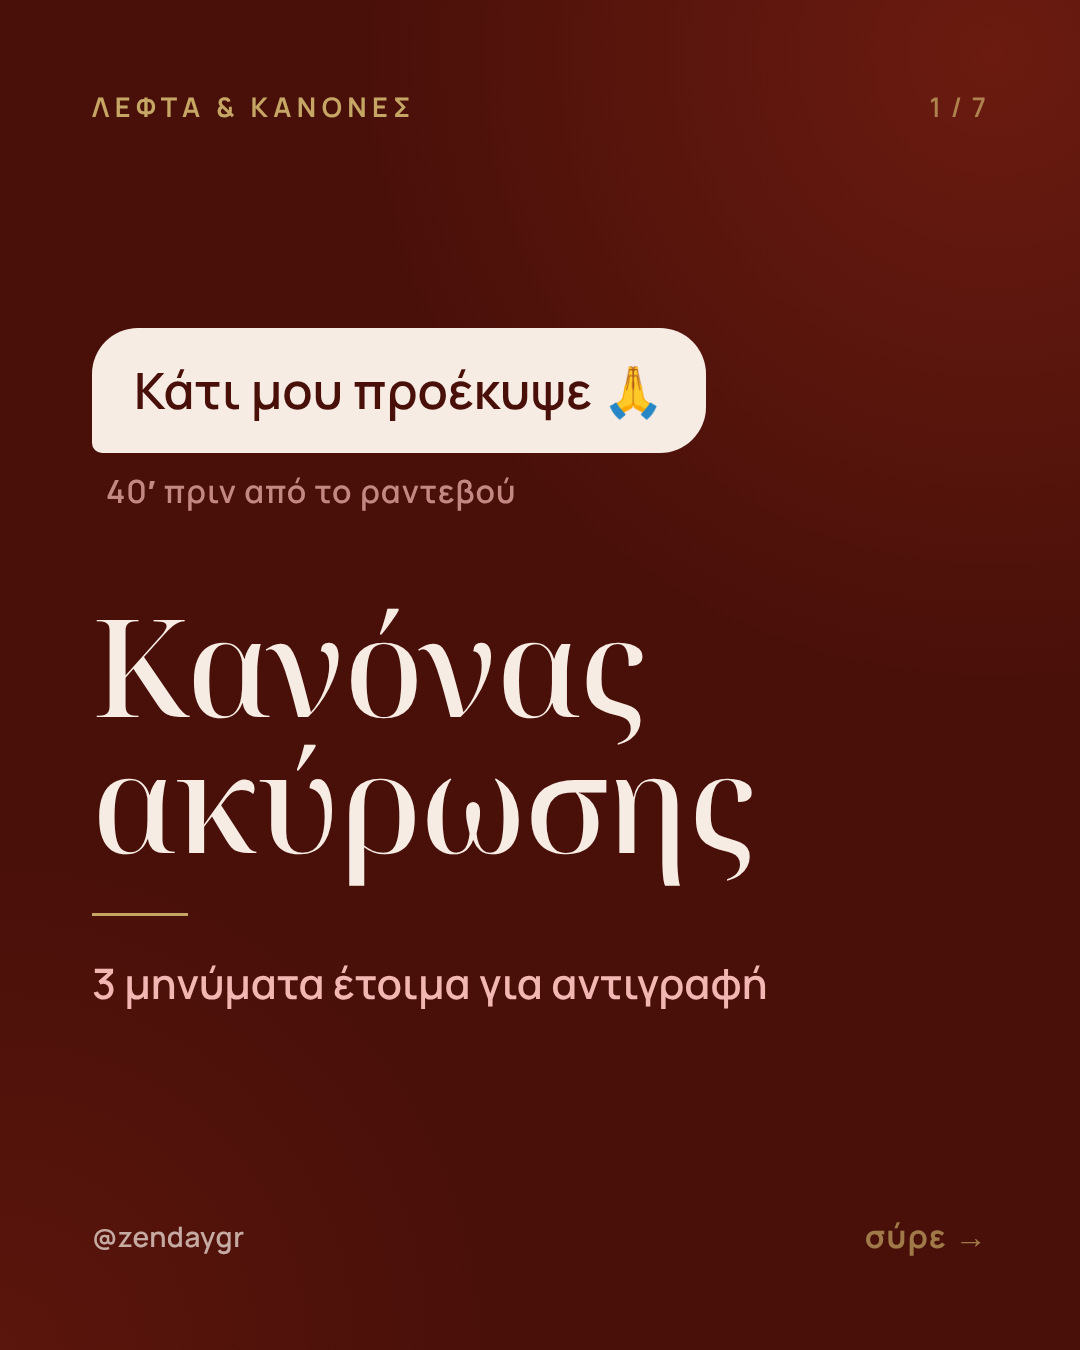 ΛΕΦΤΑ & ΚΑΝΟΝΕΣ
1 / 7
Κάτι μου προέκυψε 🙏
40′ πριν από το ραντεβού
Κανόνας
ακύρωσης
3 μηνύματα έτοιμα για αντιγραφή
@zendaygr
σύρε →